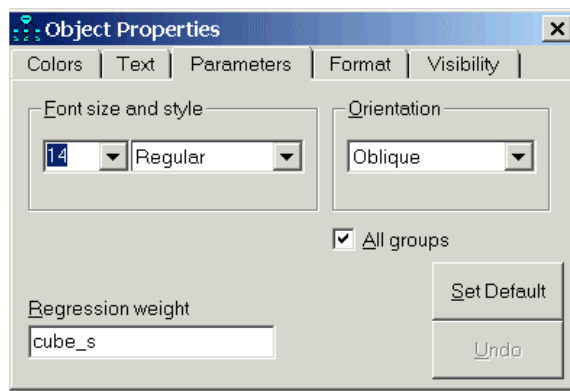 Object Properties
Colors Text Parameters Format Visibility
Font size and style
14 Regular
Orientation
Oblique
All groups
Regression weight
cube_s
Set Default
Undo